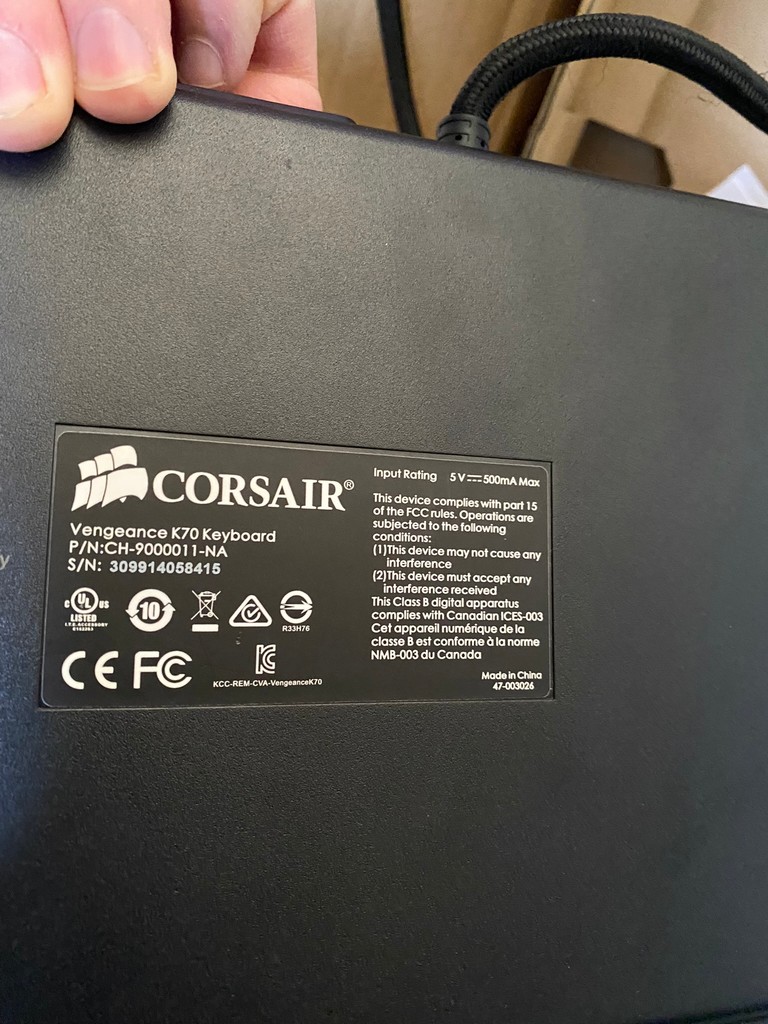 CORSAIR®
Vengeance K70 Keyboard
P/N:CH-9000011-NA
S/N: 309914058415
c UL US
LISTED
10
R33H76
CE FC
KCC-REM-CVA-VengeanceK70
Input Rating 5V⎓500mA Max
This device complies with part 15
of the FCC rules. Operations are
subjected to the following
conditions:
(1)This device may not cause any
interference
(2)This device must accept any
interference received
This Class B digital apparatus
complies with Canadian ICES-003
Cet appareil numérique de la
classe B est conforme à la norme
NMB-003 du Canada
Made in China
47-003026
y